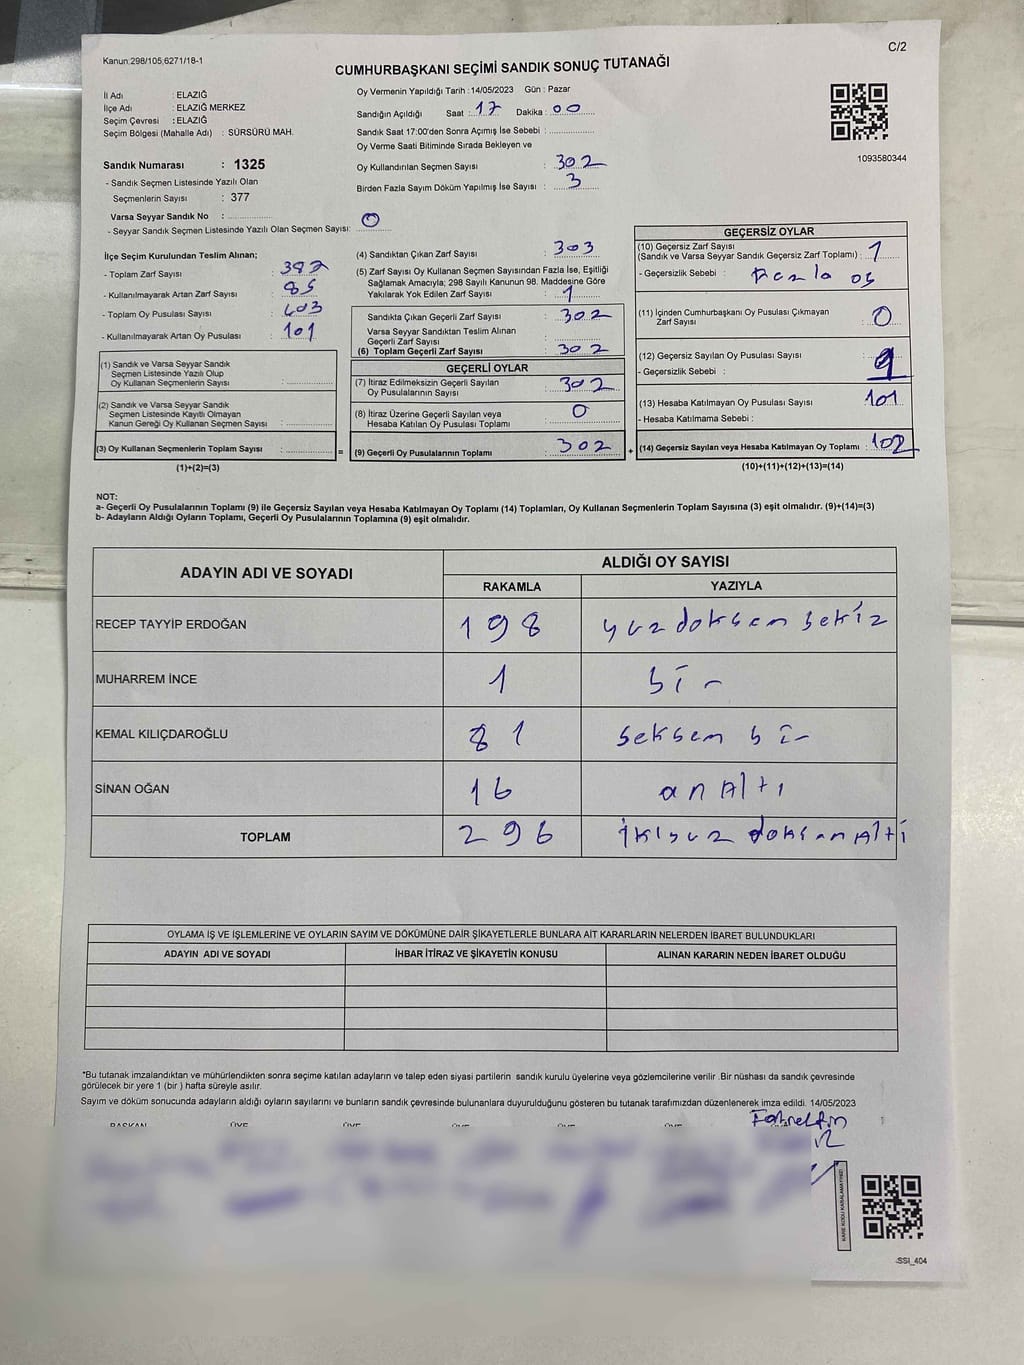 Kanun:298/105,6271/18-1
C/2
CUMHURBAŞKANI SEÇİMİ SANDIK SONUÇ TUTANAĞI
İl Adı : ELAZIĞ
İlçe Adı : ELAZIĞ MERKEZ
Seçim Çevresi : ELAZIĞ
Seçim Bölgesi (Mahalle Adı) : SÜRSÜRÜ MAH.
Sandık Numarası : 1325
- Sandık Seçmen Listesinde Yazılı Olan
Seçmenlerin Sayısı : 377
Varsa Seyyar Sandık No :
- Seyyar Sandık Seçmen Listesinde Yazılı Olan Seçmen Sayısı: 0
Oy Vermenin Yapıldığı Tarih :14/05/2023 Gün : Pazar
Sandığın Açıldığı Saat : 17 Dakika : 00
Sandık Saat 17:00'den Sonra Açımış İse Sebebi :
Oy Verme Saati Bitiminde Sırada Bekleyen ve
Oy Kullandırılan Seçmen Sayısı : 302
Birden Fazla Sayım Döküm Yapılmış İse Sayısı : 3
1093580344
İlçe Seçim Kurulundan Teslim Alınan;
- Toplam Zarf Sayısı : 387
- Kullanılmayarak Artan Zarf Sayısı : 85
- Toplam Oy Pusulası Sayısı : 403
- Kullanılmayarak Artan Oy Pusulası : 101
(1) Sandık ve Varsa Seyyar Sandık
Seçmen Listesinde Yazılı Olup
Oy Kullanan Seçmenlerin Sayısı :
(2) Sandık ve Varsa Seyyar Sandık
Seçmen Listesinde Kayıtlı Olmayan
Kanun Gereği Oy Kullanan Seçmen Sayısı :
(3) Oy Kullanan Seçmenlerin Toplam Sayısı : =
(1)+(2)=(3)
(4) Sandıktan Çıkan Zarf Sayısı : 303
(5) Zarf Sayısı Oy Kullanan Seçmen Sayısından Fazla İse, Eşitliği
Sağlamak Amacıyla; 298 Sayılı Kanunun 98. Maddesine Göre
Yakılarak Yok Edilen Zarf Sayısı : 1
Sandıkta Çıkan Geçerli Zarf Sayısı : 302
Varsa Seyyar Sandıktan Teslim Alınan
Geçerli Zarf Sayısı :
(6) Toplam Geçerli Zarf Sayısı : 302
GEÇERLİ OYLAR
(7) İtiraz Edilmeksizin Geçerli Sayılan
Oy Pusulalarının Sayısı : 302
(8) İtiraz Üzerine Geçerli Sayılan veya
Hesaba Katılan Oy Pusulası Toplamı : 0
(9) Geçerli Oy Pusulalarının Toplamı : 302 +
GEÇERSİZ OYLAR
(10) Geçersiz Zarf Sayısı
(Sandık ve Varsa Seyyar Sandık Geçersiz Zarf Toplamı) : 1
- Geçersizlik Sebebi : Fazla oy
(11) İçinden Cumhurbaşkanı Oy Pusulası Çıkmayan
Zarf Sayısı : 0
(12) Geçersiz Sayılan Oy Pusulası Sayısı :
- Geçersizlik Sebebi :
(13) Hesaba Katılmayan Oy Pusulası Sayısı : 101
- Hesaba Katılmama Sebebi :
(14) Geçersiz Sayılan veya Hesaba Katılmayan Oy Toplamı : 102
(10)+(11)+(12)+(13)=(14)
NOT:
a- Geçerli Oy Pusulalarının Toplamı (9) ile Geçersiz Sayılan veya Hesaba Katılmayan Oy Toplamı (14) Toplamları, Oy Kullanan Seçmenlerin Toplam Sayısına (3) eşit olmalıdır. (9)+(14)=(3)
b- Adayların Aldığı Oyların Toplamı, Geçerli Oy Pusulalarının Toplamına (9) eşit olmalıdır.
ADAYIN ADI VE SOYADI
ALDIĞI OY SAYISI
RAKAMLA YAZIYLA
RECEP TAYYİP ERDOĞAN 198 yüz doksan sekiz
MUHARREM İNCE 1 bir
KEMAL KILIÇDAROĞLU 81 seksen bir
SİNAN OĞAN 16 on Altı
TOPLAM 296 ikiyüz doksan Altı
OYLAMA İŞ VE İŞLEMLERİNE VE OYLARIN SAYIM VE DÖKÜMÜNE DAİR ŞİKAYETLERLE BUNLARA AİT KARARLARIN NELERDEN İBARET BULUNDUKLARI
ADAYIN ADI VE SOYADI İHBAR İTİRAZ VE ŞİKAYETİN KONUSU ALINAN KARARIN NEDEN İBARET OLDUĞU
*Bu tutanak imzalandıktan ve mühürlendikten sonra seçime katılan adayların ve talep eden siyasi partilerin sandık kurulu üyelerine veya gözlemcilerine verilir .Bir nüshası da sandık çevresinde
görülecek bir yere 1 (bir ) hafta süreyle asılır.
Sayım ve döküm sonucunda adayların aldığı oyların sayılarını ve bunların sandık çevresinde bulunanlara duyurulduğunu gösteren bu tutanak tarafımızdan düzenlenerek imza edildi. 14/05/2023
BAŞKAN ÜYE ÜYE ÜYE ÜYE ÜYE
KARE KODU KARALAMAYINIZ!
SSI_404